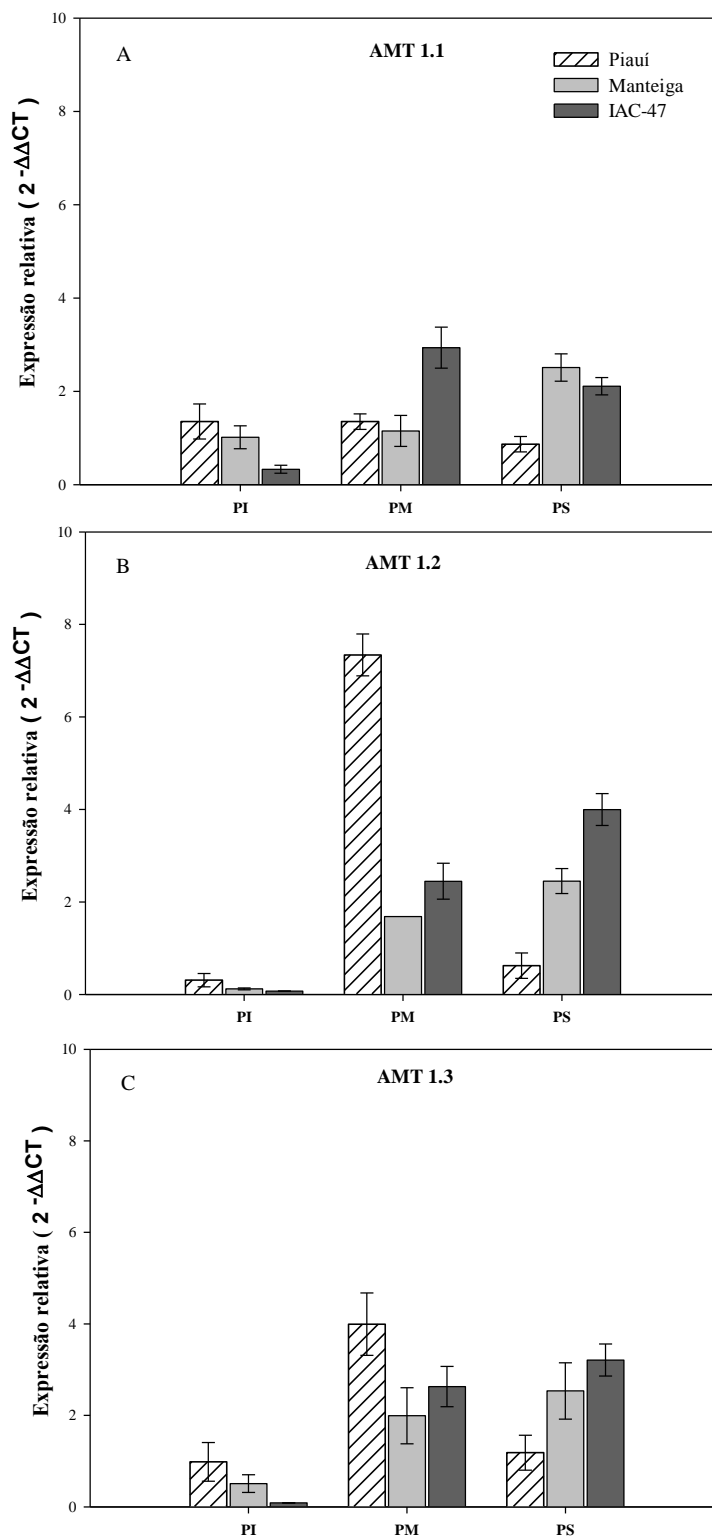 A
AMT 1.1
Piauí
Manteiga
IAC-47
Expressão relativa ( 2 -ΔΔCT )
10
8
6
4
2
0
PI PM PS
B
AMT 1.2
Expressão relativa ( 2 -ΔΔCT )
10
8
6
4
2
0
PI PM PS
C
AMT 1.3
Expressão relativa ( 2 -ΔΔCT )
10
8
6
4
2
0
PI PM PS